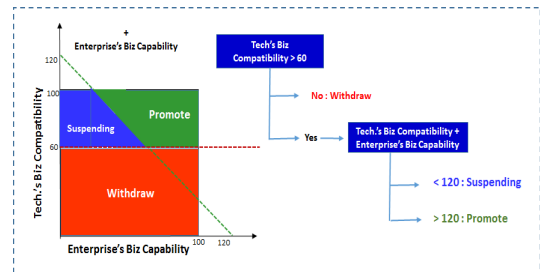 +
Enterprise's Biz Capability
120
100
60
Tech.'s Biz Compatibility
Suspending
Promote
Withdraw
100
120
Enterprise's Biz Capability
Tech's Biz
Compatibility > 60
No : Withdraw
Yes
Tech.'s Biz Compatibility +
Enterprise's Biz Capability
< 120 : Suspending
> 120 : Promote